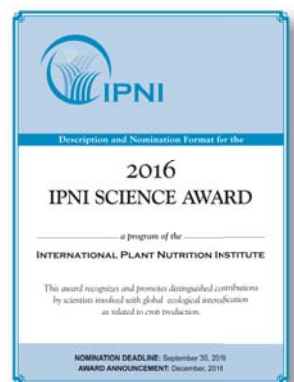 IPNI
Description and Nomination Format for the
2016
IPNI SCIENCE AWARD
a program of the
INTERNATIONAL PLANT NUTRITION INSTITUTE
This award recognizes and promotes distinguished contributions
by scientists involved with global ecological intensification
as related to crop production.
NOMINATION DEADLINE: September 30, 2016
AWARD ANNOUNCEMENT: December, 2016